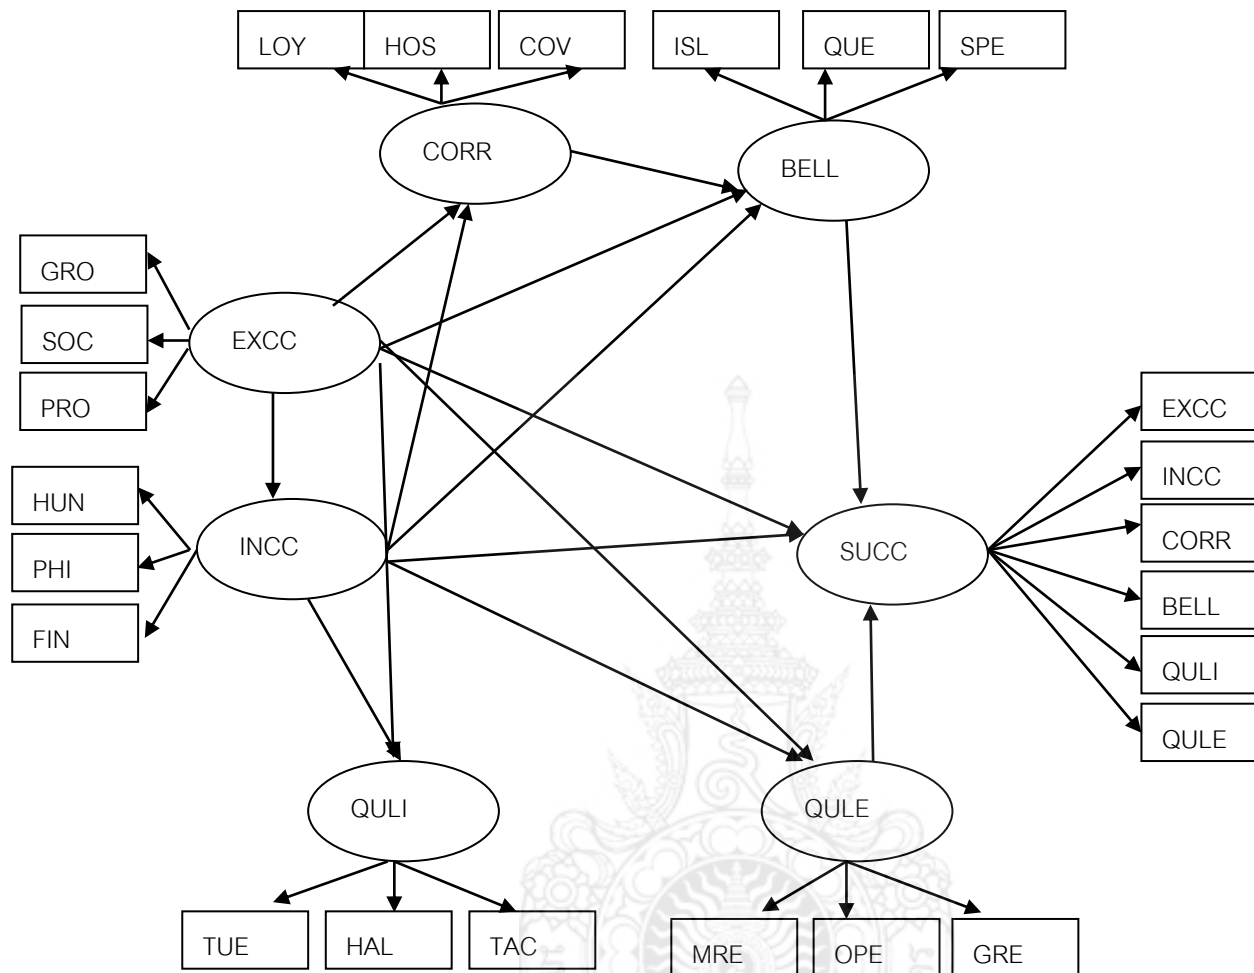 LOY HOS COV ISL QUE SPE
CORR BELL
GRO
SOC EXCC
PRO
EXCC
HUN INCC
PHI INCC SUCC CORR
FIN BELL
QULI
QULE
QULI QULE
TUE HAL TAC MRE OPE GRE